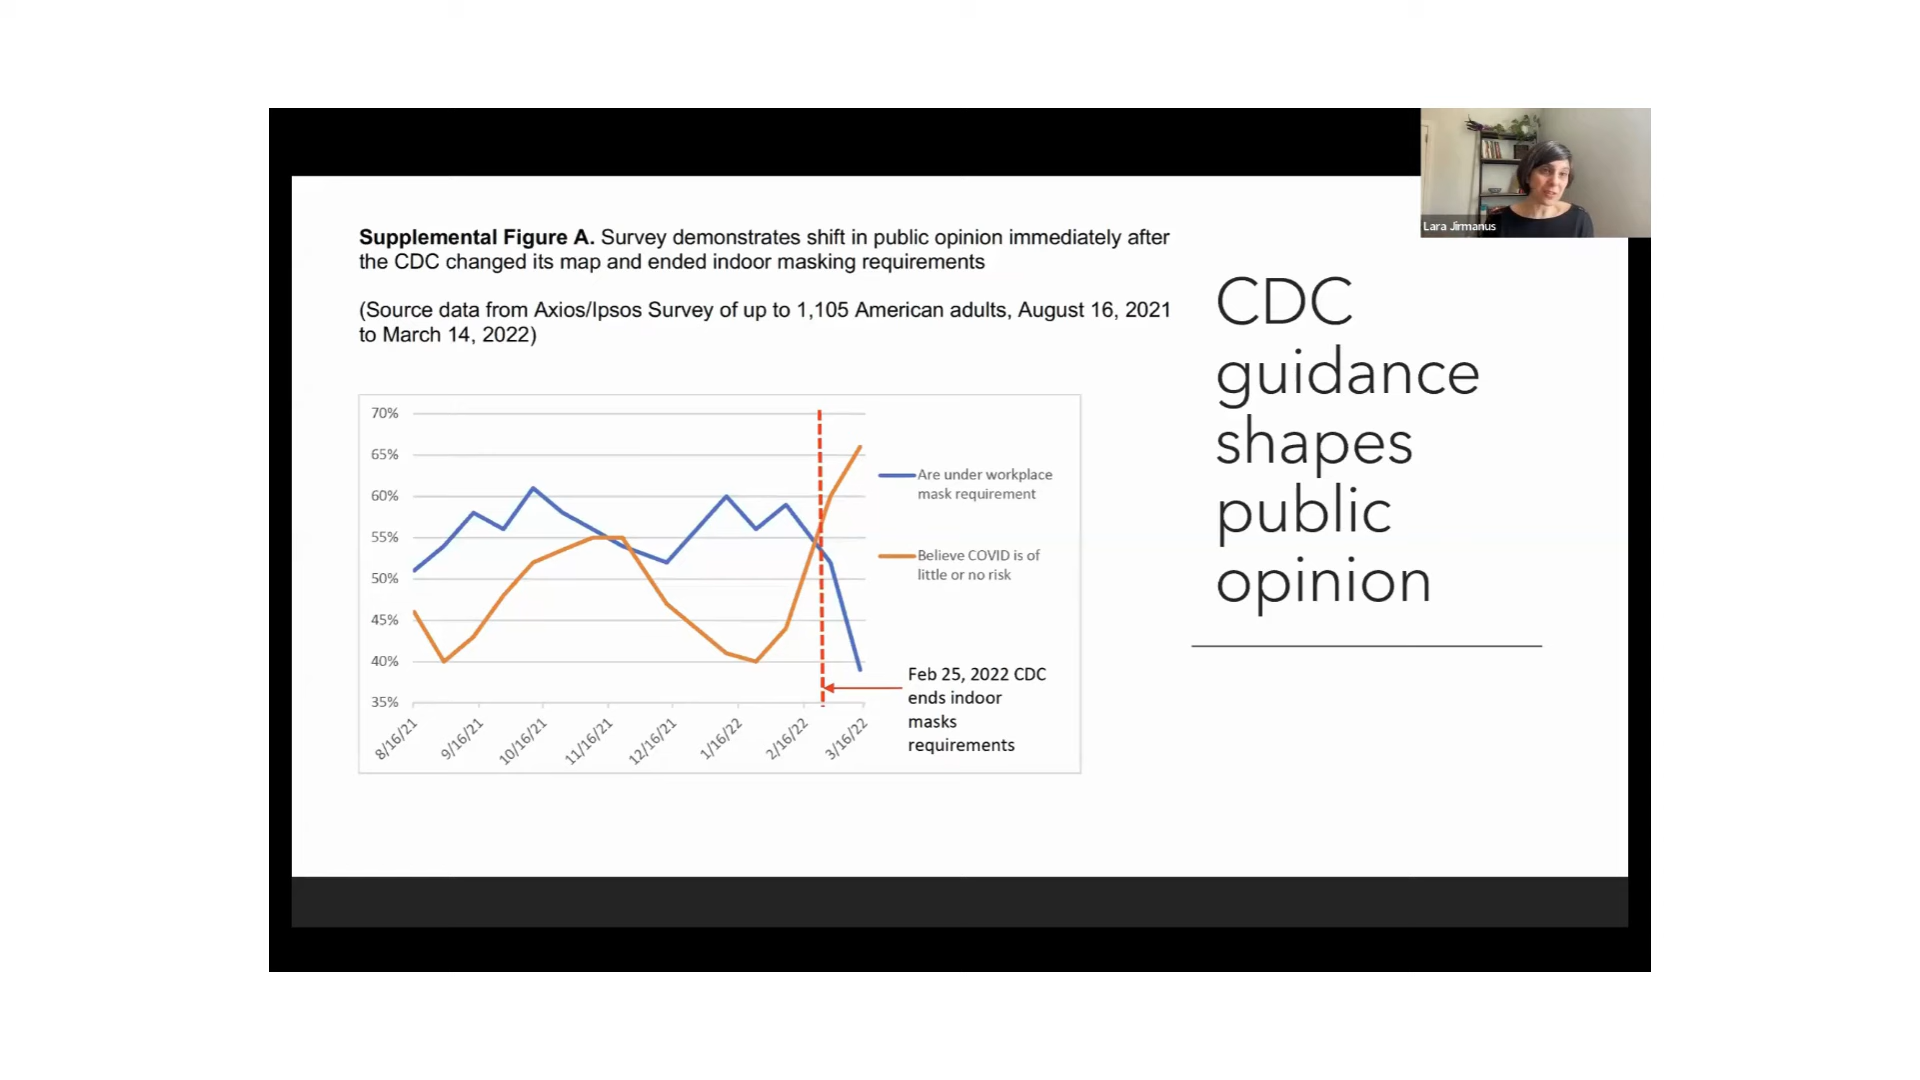 Lara Jirmanus
Supplemental Figure A. Survey demonstrates shift in public opinion immediately after
the CDC changed its map and ended indoor masking requirements
(Source data from Axios/Ipsos Survey of up to 1,105 American adults, August 16, 2021
to March 14, 2022)
CDC
guidance
shapes
public
opinion
70%
65%
60%
55%
50%
45%
40%
35%
8/16/21
9/16/21
10/16/21
11/16/21
12/16/21
1/16/22
2/16/22
3/16/22
Are under workplace
mask requirement
Believe COVID is of
little or no risk
Feb 25, 2022 CDC
ends indoor
masks
requirements